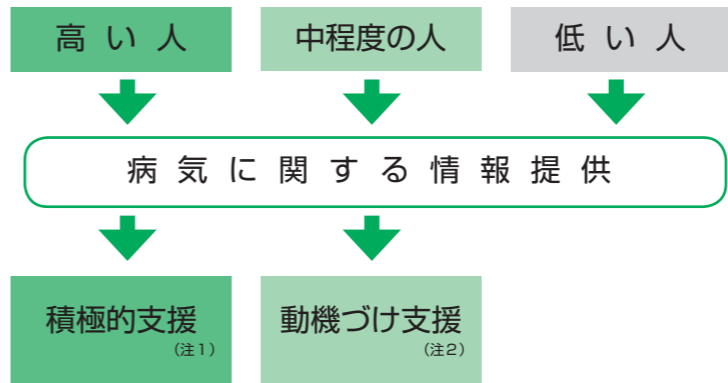 高い人
中程度の人
低い人
病気に関する情報提供
積極的支援
(注1)
動機づけ支援
(注2)